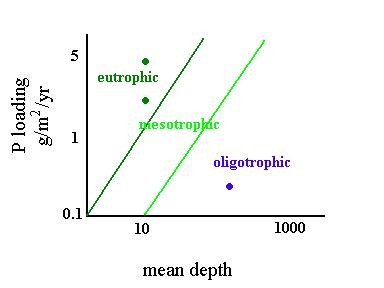 5
eutrophic
P loading
g/m²/yr
mesotrophic
1
oligotrophic
0.1
10
1000
mean depth